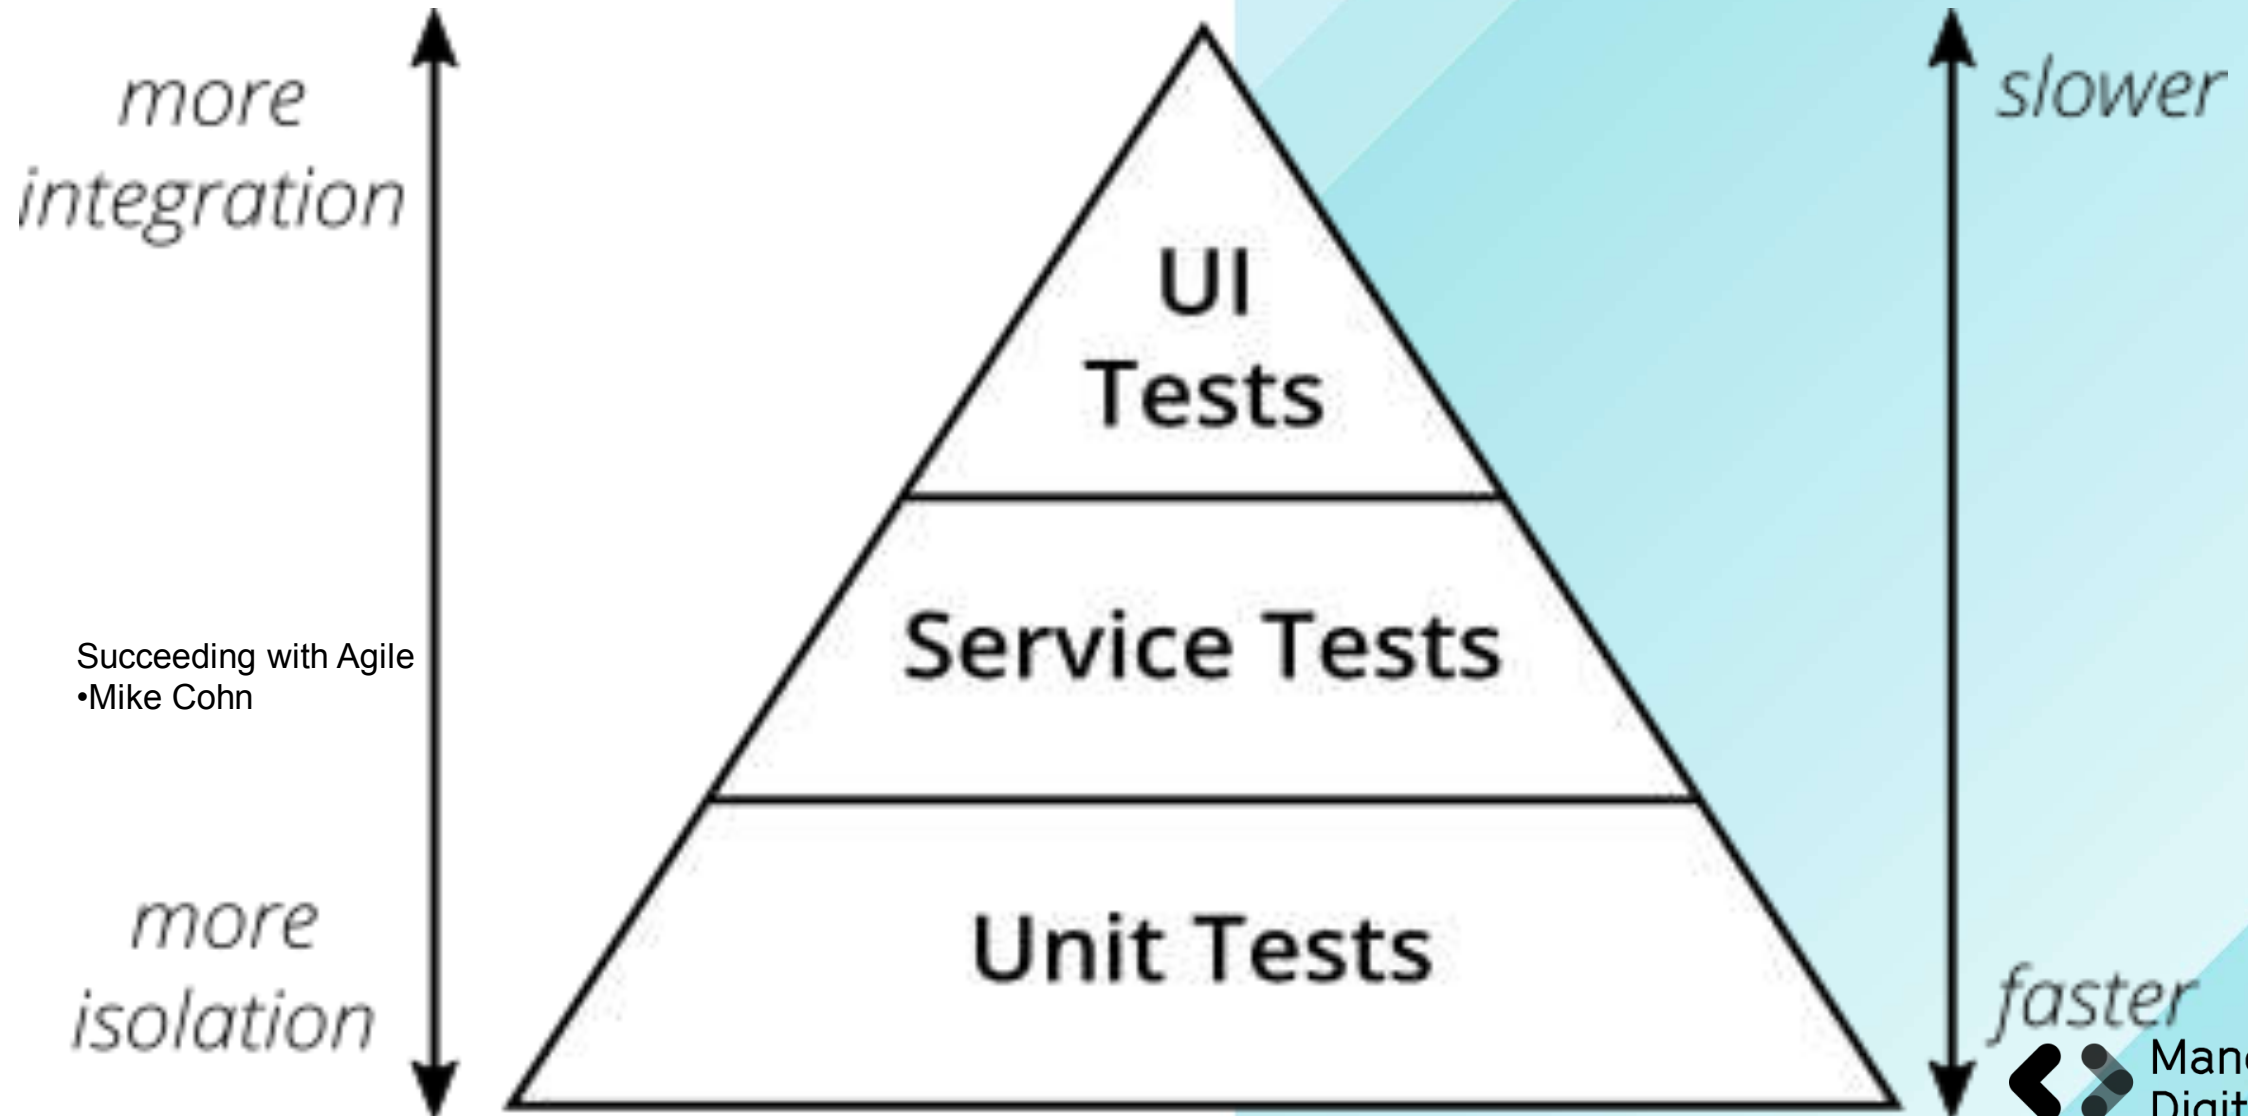 more
integration
slower
UI
Tests
Service Tests
Succeeding with Agile
•Mike Cohn
more
isolation
Unit Tests
faster